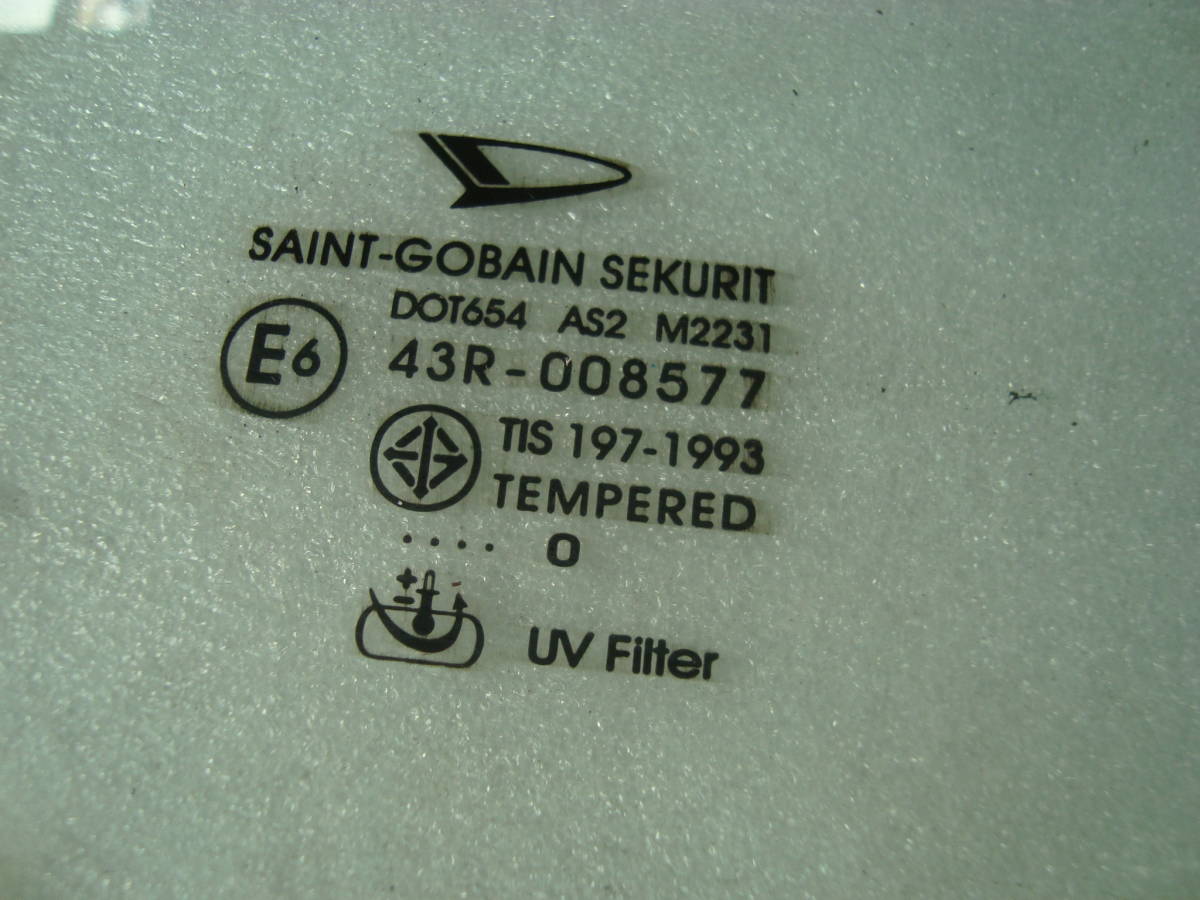 SAINT-GOBAIN SEKURIT
DOT654 AS2 M2231
E6 43R-008577
TIS 197-1993
TEMPERED
.... 0
UV Filter